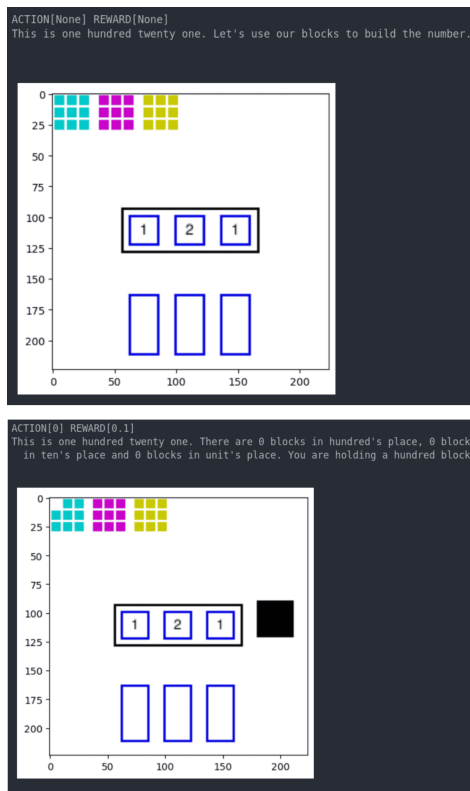 ACTION[None] REWARD[None]
This is one hundred twenty one. Let's use our blocks to build the number.
0
25
50
75
100
125
150
175
200
1 2 1
0 50 100 150 200
ACTION[0] REWARD[0.1]
This is one hundred twenty one. There are 0 blocks in hundred's place, 0 block
in ten's place and 0 blocks in unit's place. You are holding a hundred block
0
25
50
75
100
125
150
175
200
1 2 1
0 50 100 150 200